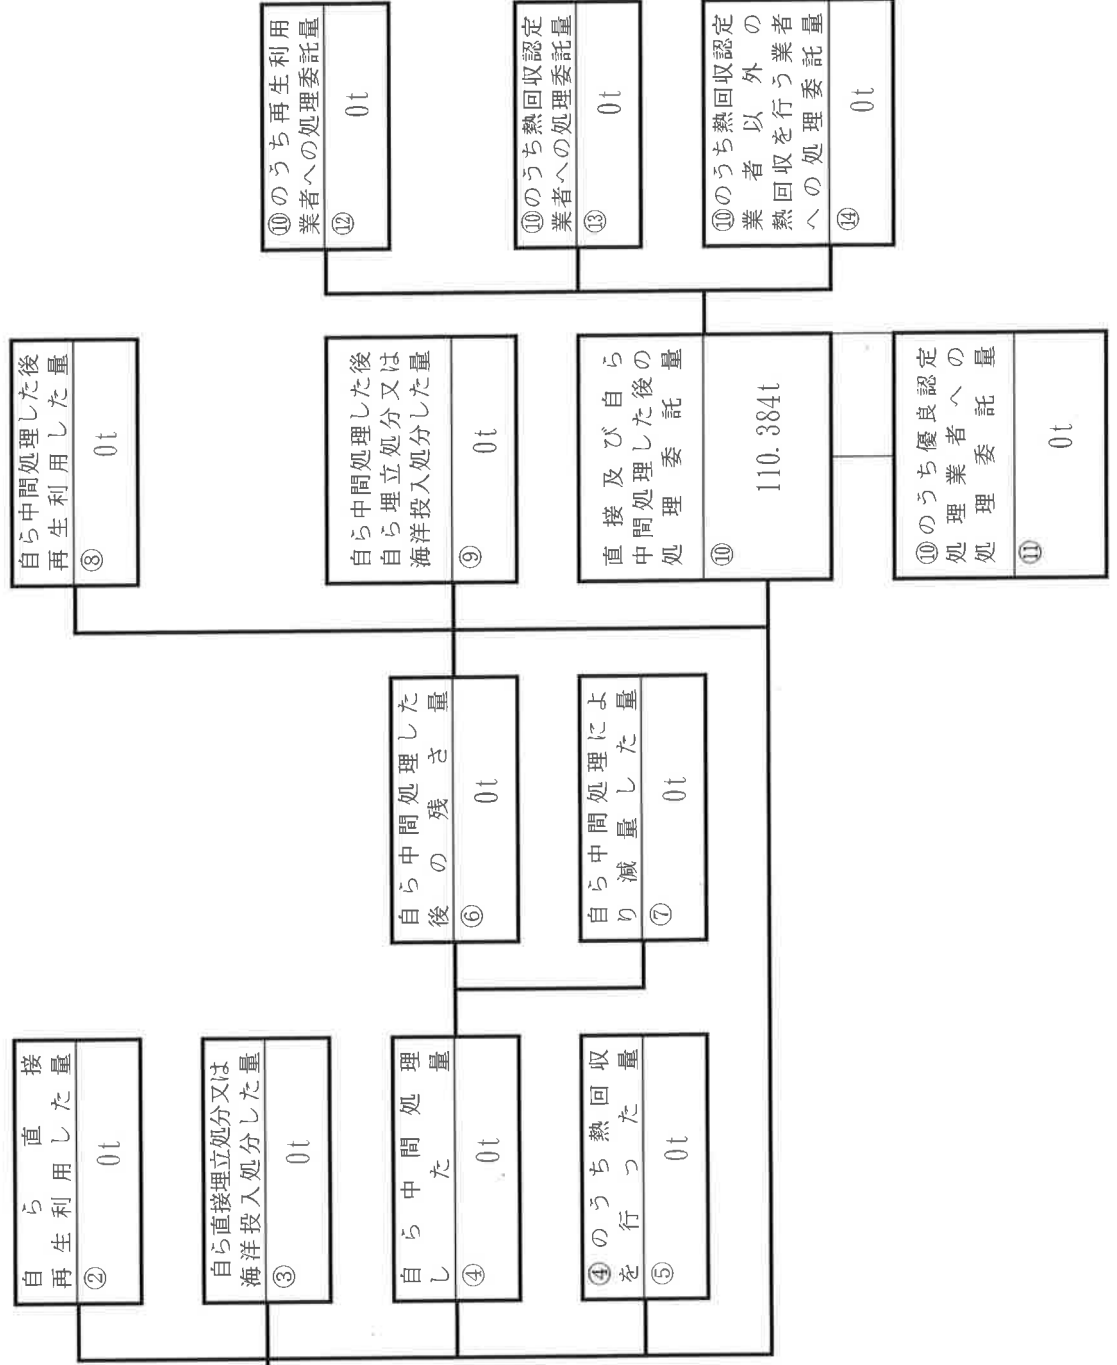 自ら直接
再生利用した量
②
0t
自ら直接埋立処分又は
海洋投入処分した量
③
0t
自ら中間処理
した量
④
0t
④のうち熱回収
を行った量
⑤
0t
自ら中間処理した
後の残さ量
⑥
0t
自ら中間処理によ
り減量した量
⑦
0t
自ら中間処理した後
再生利用した量
⑧
0t
自ら中間処理した後
自ら埋立処分又は
海洋投入処分した量
⑨
0t
直接及び自ら
中間処理した後の
処理委託量
⑩
110.384t
⑩のうち優良認定
処理業者への
処理委託量
⑪
0t
⑩のうち再生利用
業者への処理委託量
⑫
0t
⑩のうち熱回収認定
業者への処理委託量
⑬
0t
⑩のうち熱回収認定
業者以外の
熱回収を行う業者
への処理委託量
⑭
0t